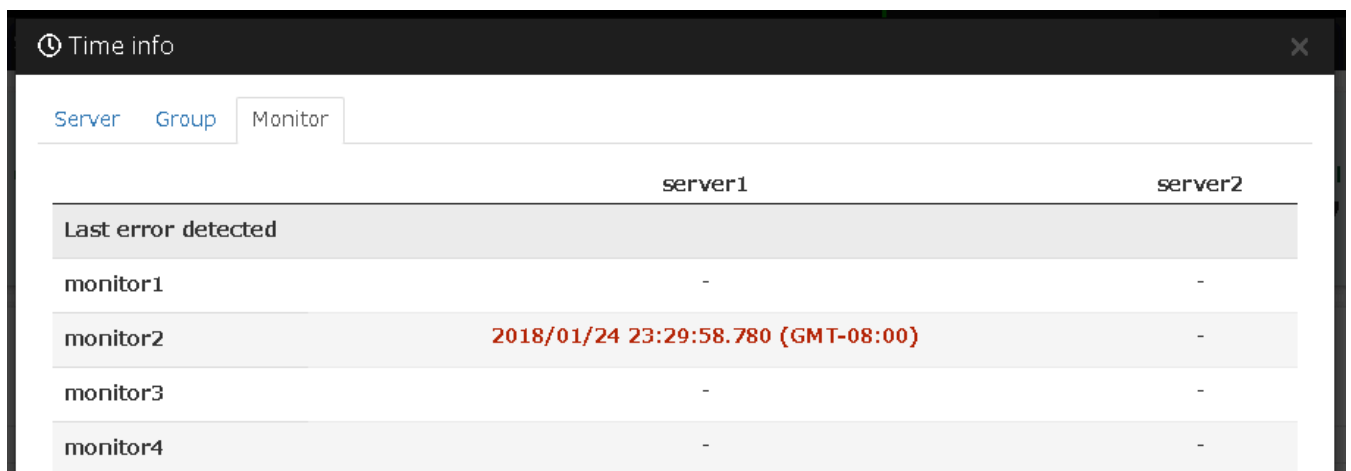 Time info
Server Group Monitor
server1 server2
Last error detected
monitor1 - -
monitor2 2018/01/24 23:29:58.780 (GMT-08:00) -
monitor3 - -
monitor4 - -